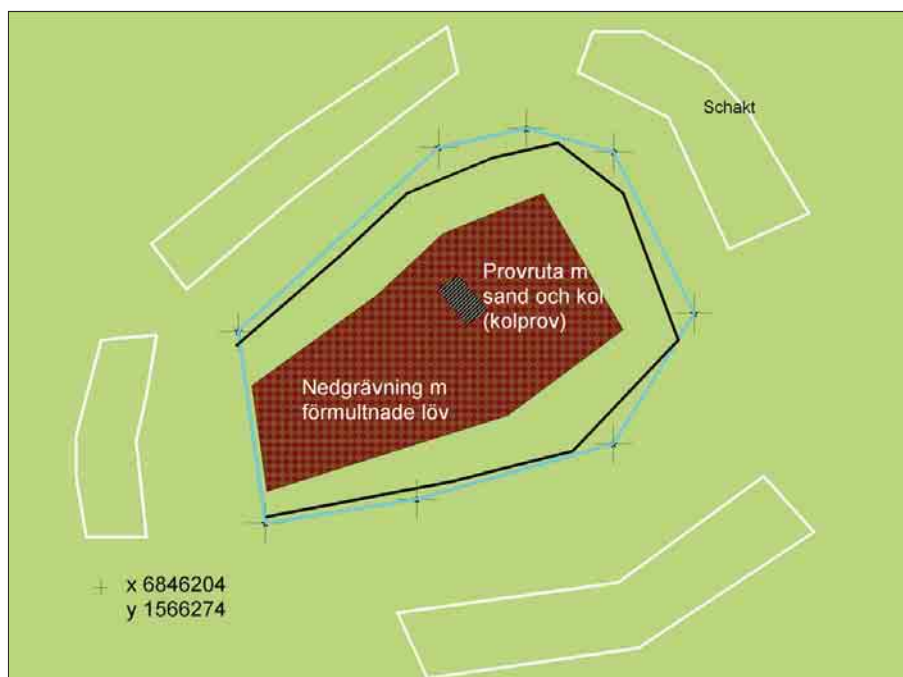 Schakt
Provruta m
sand och kol
(kolprov)
Nedgrävning m
förmultnade löv
x 6846204
y 1566274